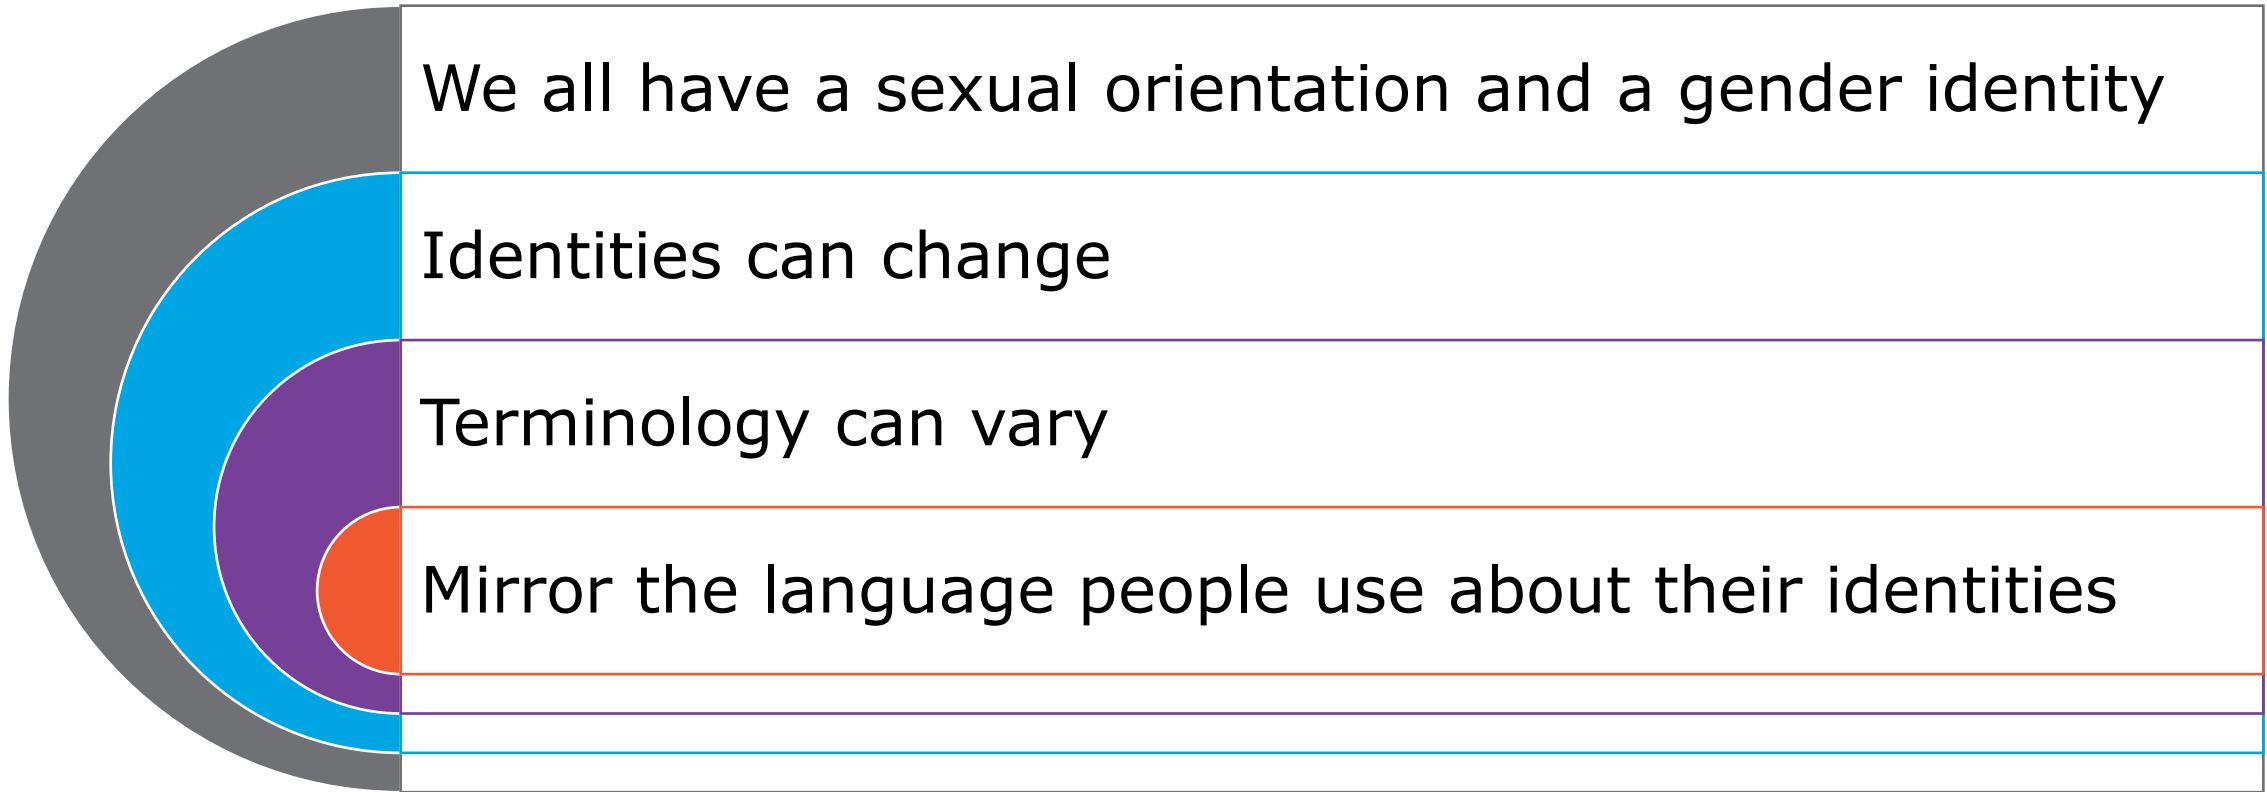 We all have a sexual orientation and a gender identity
Identities can change
Terminology can vary
Mirror the language people use about their identities